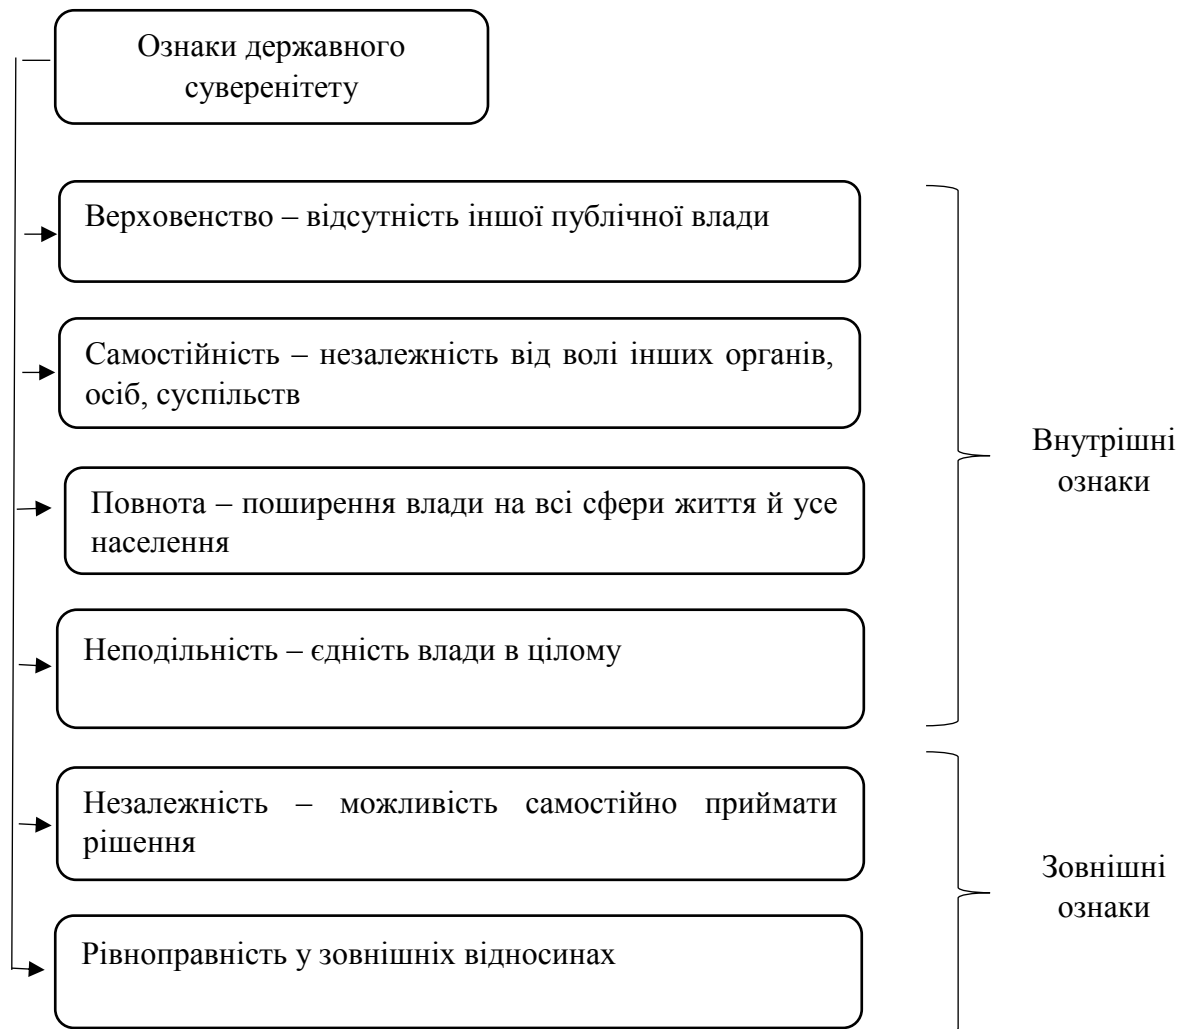 Ознаки державного
суверенітету
Верховенство – відсутність іншої публічної влади
Самостійність – незалежність від волі інших органів,
осіб, суспільств
Повнота – поширення влади на всі сфери життя й усе
населення
Неподільність – єдність влади в цілому
Внутрішні
ознаки
Незалежність – можливість самостійно приймати
рішення
Рівноправність у зовнішніх відносинах
Зовнішні
ознаки